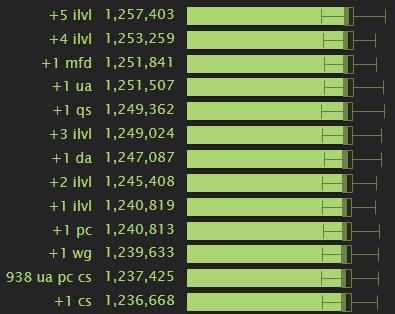 +5 ilvl 1,257,403
+4 ilvl 1,253,259
+1 mfd 1,251,841
+1 ua 1,251,507
+1 qs 1,249,362
+3 ilvl 1,249,024
+1 da 1,247,087
+2 ilvl 1,245,408
+1 ilvl 1,240,819
+1 pc 1,240,813
+1 wg 1,239,633
938 ua pc cs 1,237,425
+1 cs 1,236,668